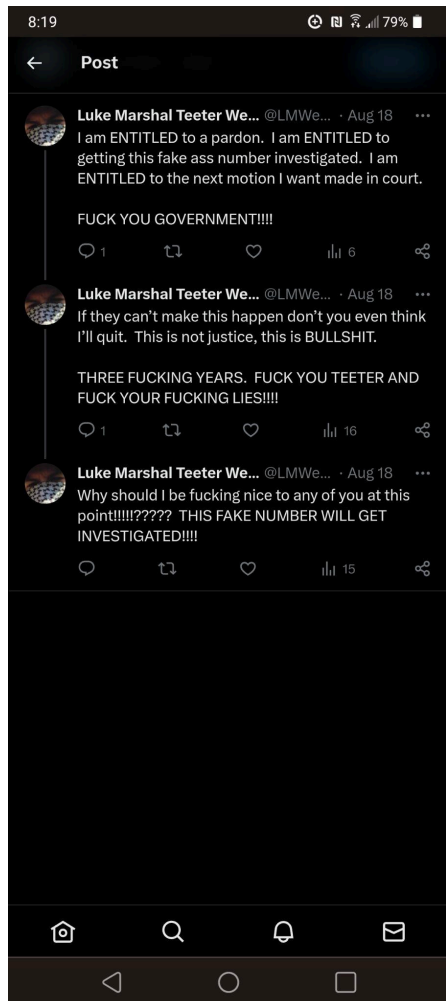 8:19 79%
Post
Luke Marshal Teeter We... @LMWe... · Aug 18
I am ENTITLED to a pardon. I am ENTITLED to
getting this fake ass number investigated. I am
ENTITLED to the next motion I want made in court.
FUCK YOU GOVERNMENT!!!!
1 6
Luke Marshal Teeter We... @LMWe... · Aug 18
If they can't make this happen don't you even think
I'll quit. This is not justice, this is BULLSHIT.
THREE FUCKING YEARS. FUCK YOU TEETER AND
FUCK YOUR FUCKING LIES!!!!
1 16
Luke Marshal Teeter We... @LMWe... · Aug 18
Why should I be fucking nice to any of you at this
point!!!!!????? THIS FAKE NUMBER WILL GET
INVESTIGATED!!!!
15